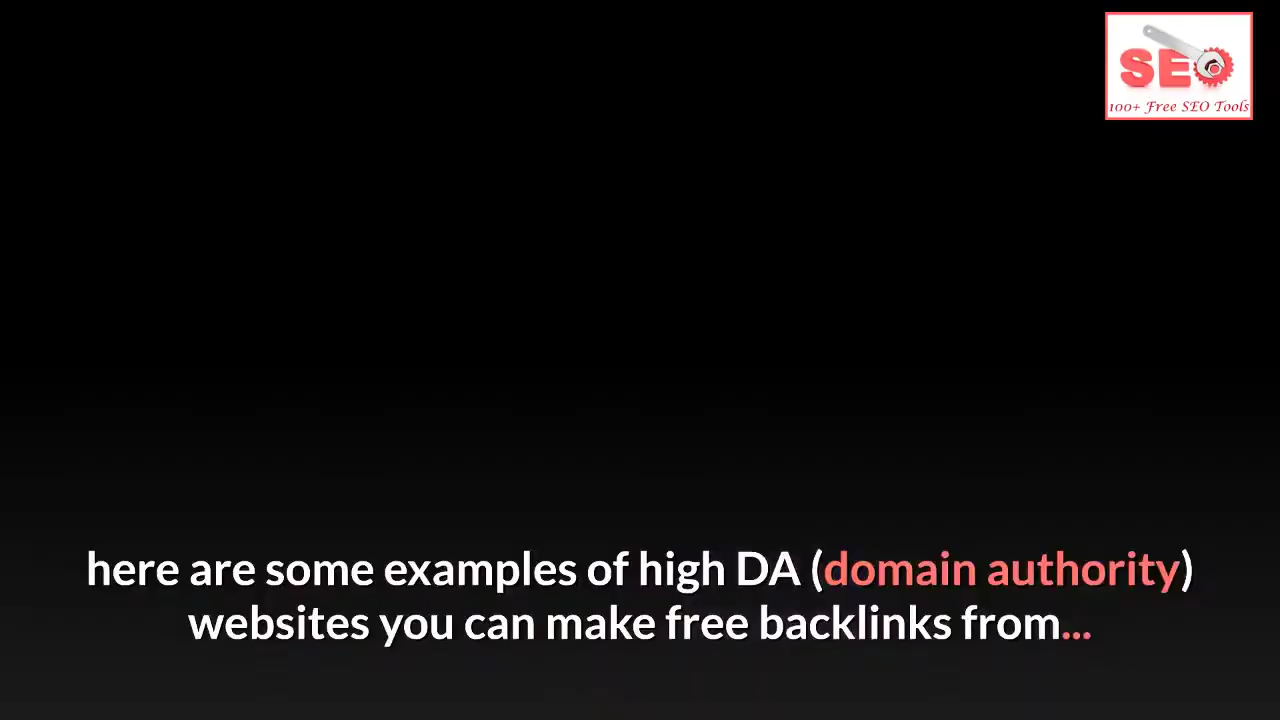 SEO
100+ Free SEO Tools
here are some examples of high DA (domain authority)
websites you can make free backlinks from...